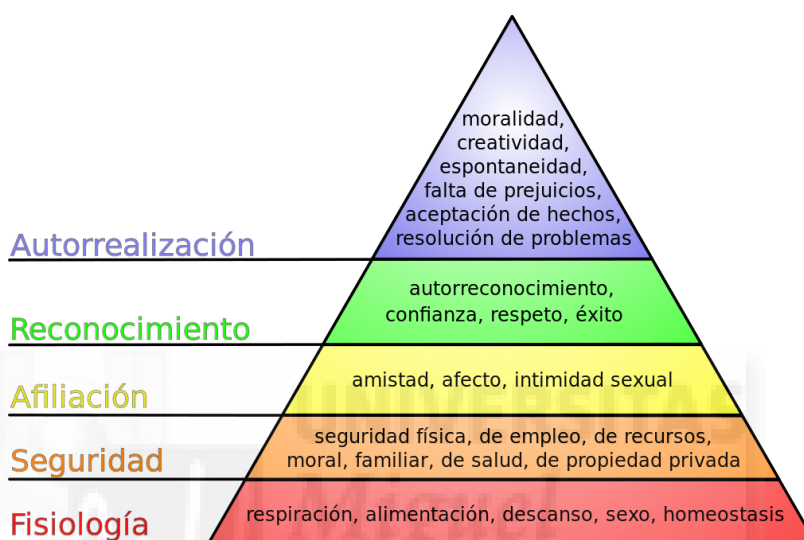 moralidad,
creatividad,
espontaneidad,
falta de prejuicios,
aceptación de hechos,
resolución de problemas
Autorrealización
autorreconocimiento,
confianza, respeto, éxito
Reconocimiento
amistad, afecto, intimidad sexual
Afiliación
UNIVERSITAS
seguridad física, de empleo, de recursos,
moral, familiar, de salud, de propiedad privada
Seguridad
Miguel
respiración, alimentación, descanso, sexo, homeostasis
Fisiología